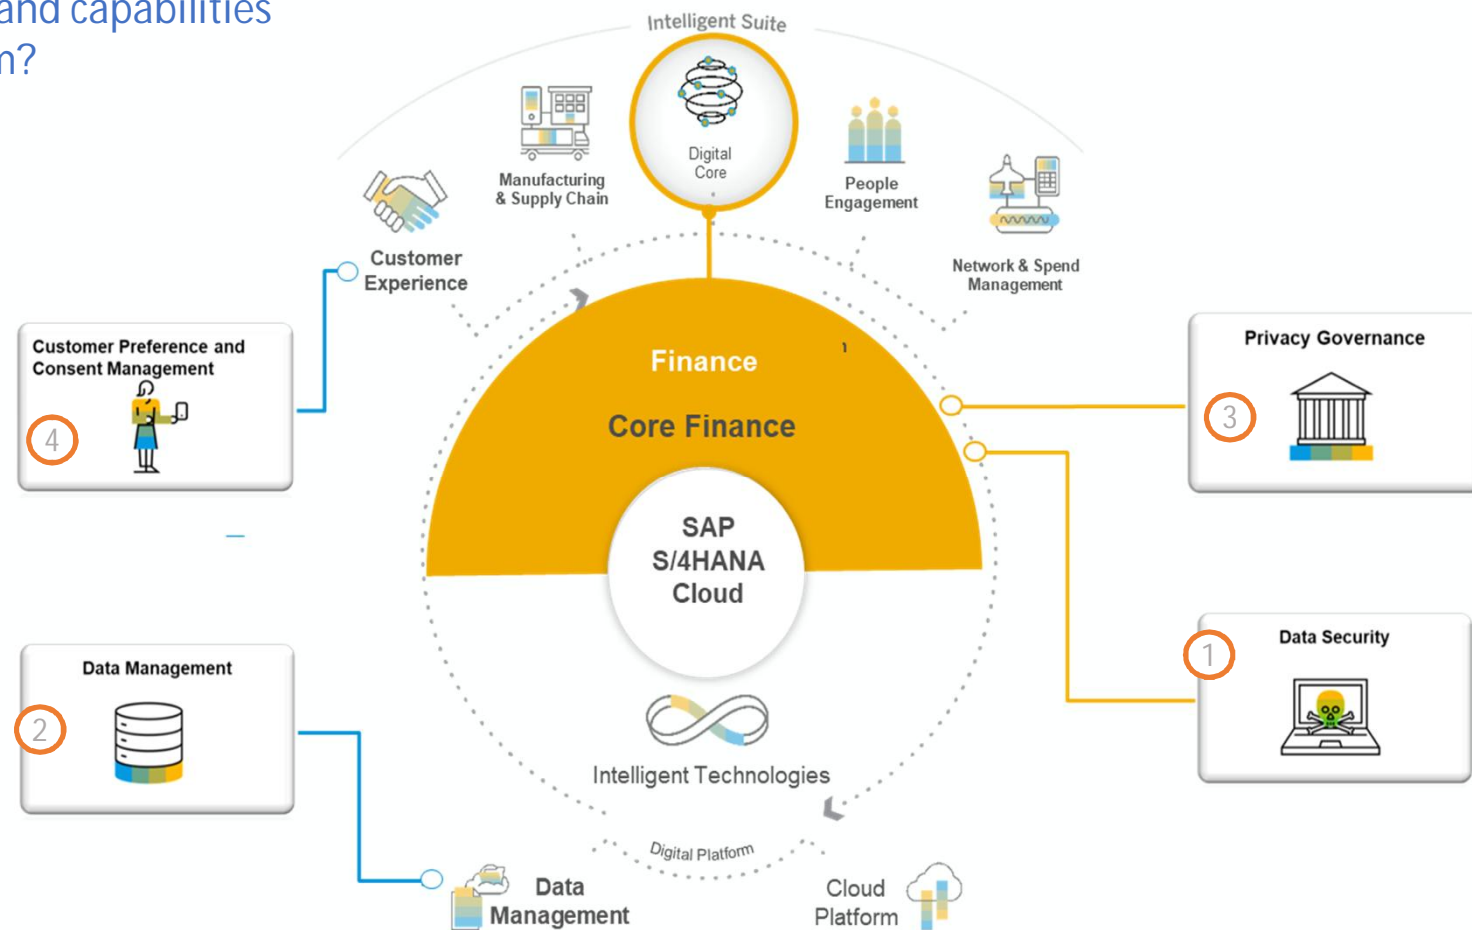 and capabilities
m?
Intelligent Suite
Digital
Core
Manufacturing
& Supply Chain
People
Engagement
Customer
Experience
Network & Spend
Management
Customer Preference and
Consent Management
4
Privacy Governance
3
Finance
Core Finance
SAP
S/4HANA
Cloud
Data Management
2
Data Security
1
Intelligent Technologies
Digital Platform
Data
Management
Cloud
Platform